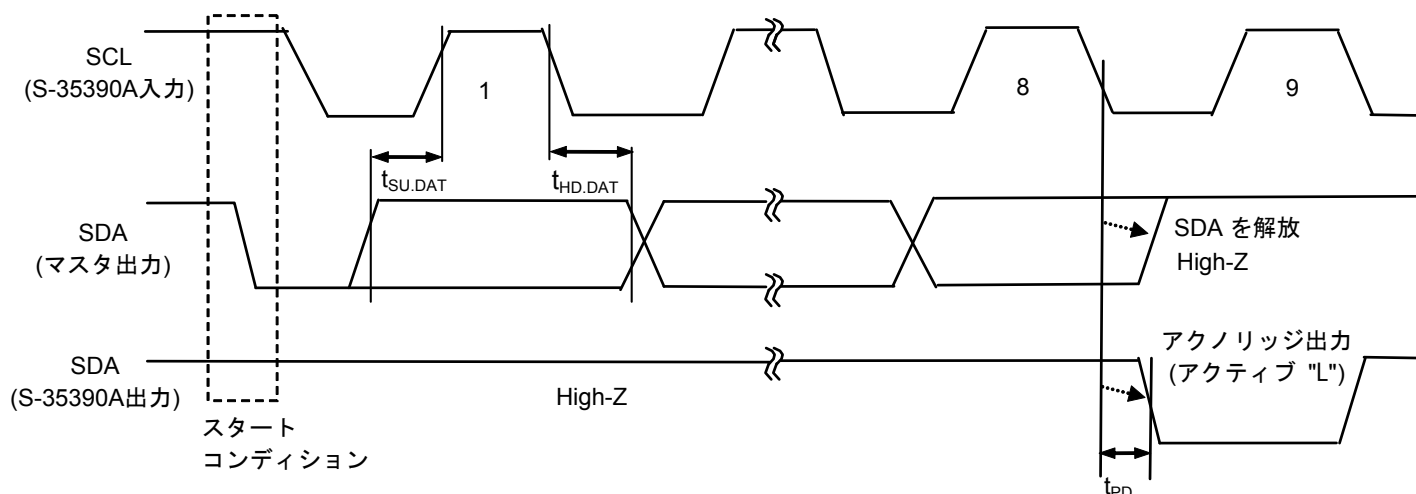 SCL
(S-35390A入力)
1
8
9
tSU.DAT
tHD.DAT
SDA
(マスタ出力)
SDA を解放
High-Z
SDA
(S-35390A出力)
High-Z
アクノリッジ出力
(アクティブ "L")
スタート
コンディション
tPD